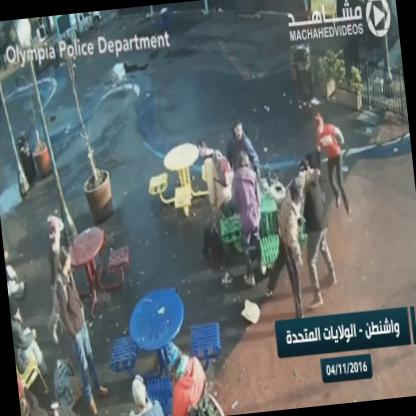 Olympia Police Department
مشاهد
MACHAHEDVIDEOS
واشنطن - الولايات المتحدة
04/11/2016